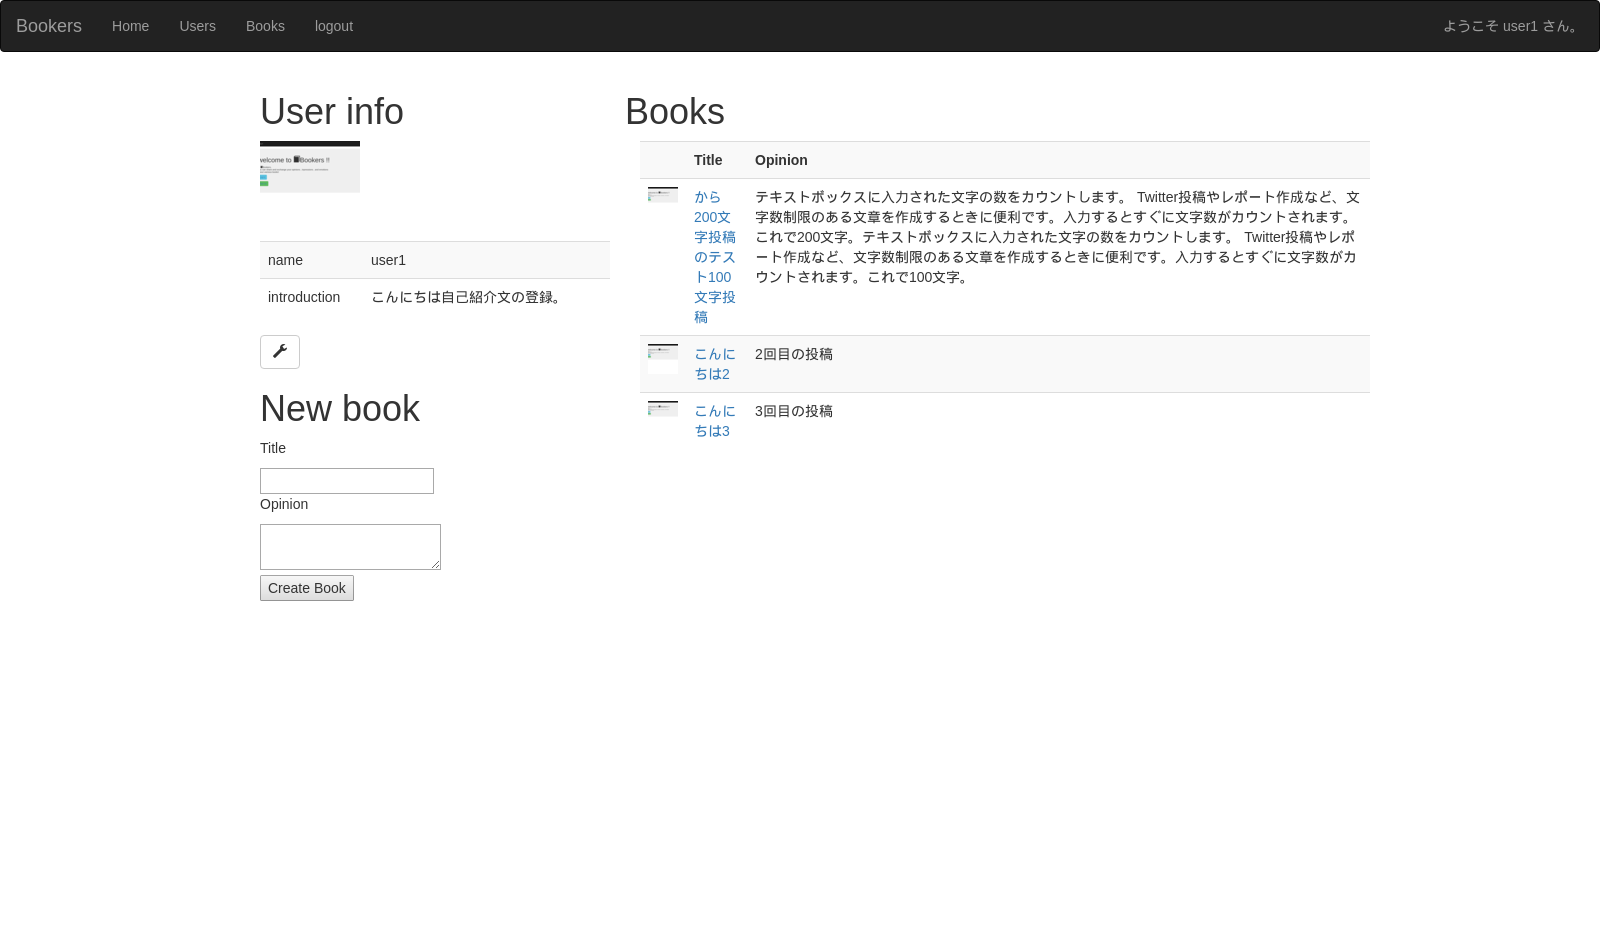 Bookers Home Users Books logout ようこそ user1 さん。
User info
welcome to Bookers !!
name user1
introduction こんにちは自己紹介文の登録。
New book
Title
Opinion
Create Book
Books
Title Opinion
から
200文
字投稿
のテス
ト100
文字投
稿
テキストボックスに入力された文字の数をカウントします。 Twitter投稿やレポート作成など、文
字数制限のある文章を作成するときに便利です。入力するとすぐに文字数がカウントされます。
これで200文字。テキストボックスに入力された文字の数をカウントします。 Twitter投稿やレポ
ート作成など、文字数制限のある文章を作成するときに便利です。入力するとすぐに文字数がカ
ウントされます。これで100文字。
こんに
ちは2
2回目の投稿
こんに
ちは3
3回目の投稿